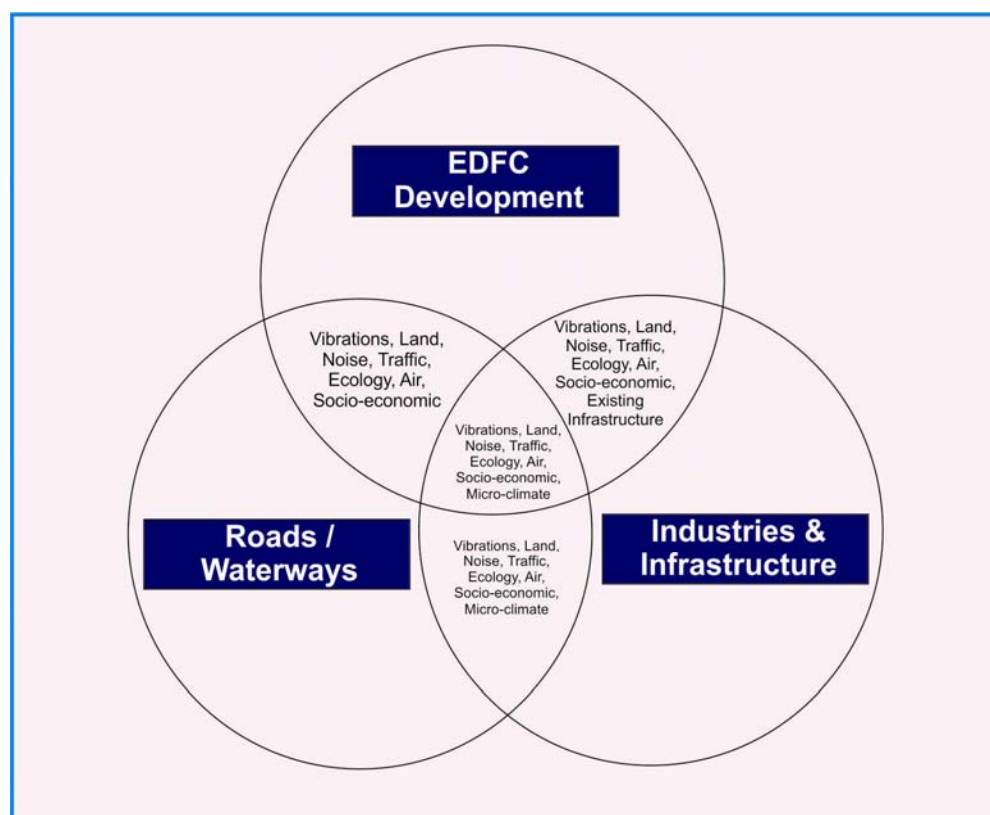 EDFC
Development
Vibrations, Land,
Noise, Traffic,
Ecology, Air,
Socio-economic
Vibrations, Land,
Noise, Traffic,
Ecology, Air,
Socio-economic,
Existing
Infrastructure
Vibrations, Land,
Noise, Traffic,
Ecology, Air,
Socio-economic,
Micro-climate
Roads /
Waterways
Industries &
Infrastructure
Vibrations, Land,
Noise, Traffic,
Ecology, Air,
Socio-economic,
Micro-climate